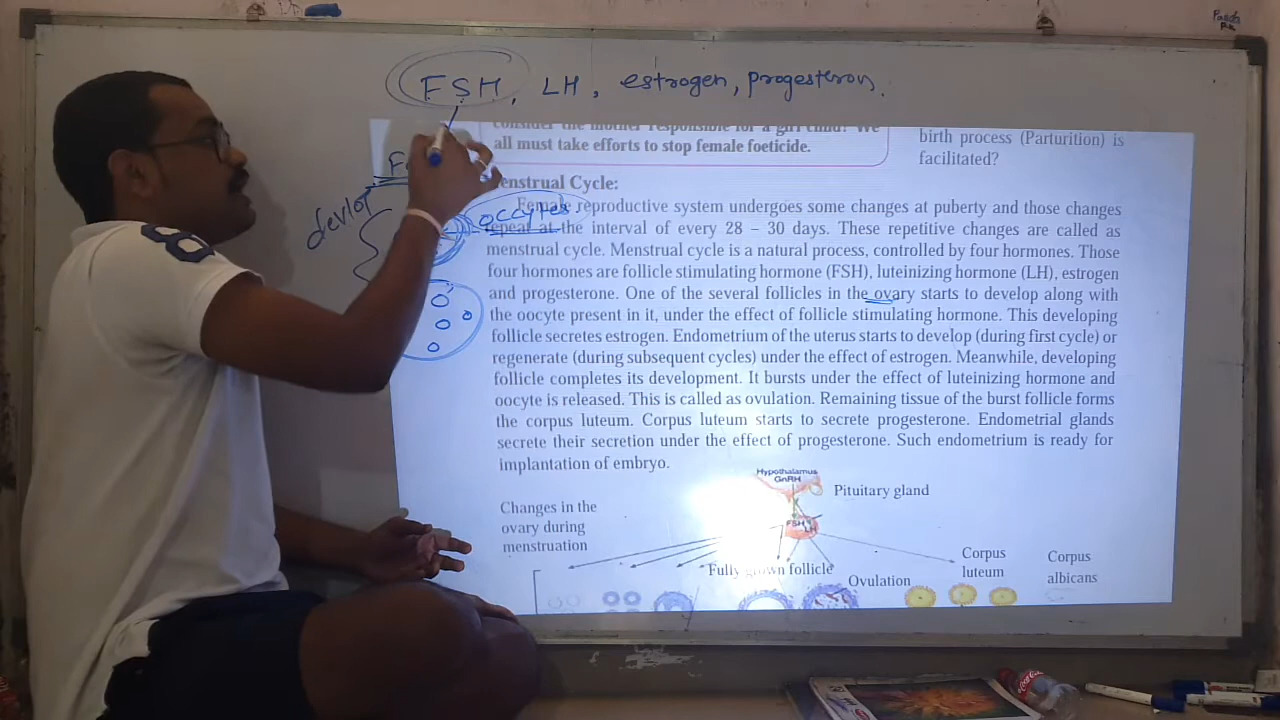 FSH, LH, estrogen, progesteron.
consider the mother responsible for a girl child? We
all must take efforts to stop female foeticide.
birth process (Parturition) is
facilitated?
enstrual Cycle:
devlop
oocytes
Female reproductive system undergoes some changes at puberty and those changes
repeat at the interval of every 28 – 30 days. These repetitive changes are called as
menstrual cycle. Menstrual cycle is a natural process, controlled by four hormones. Those
four hormones are follicle stimulating hormone (FSH), luteinizing hormone (LH), estrogen
and progesterone. One of the several follicles in the ovary starts to develop along with
the oocyte present in it, under the effect of follicle stimulating hormone. This developing
follicle secretes estrogen. Endometrium of the uterus starts to develop (during first cycle) or
regenerate (during subsequent cycles) under the effect of estrogen. Meanwhile, developing
follicle completes its development. It bursts under the effect of luteinizing hormone and
oocyte is released. This is called as ovulation. Remaining tissue of the burst follicle forms
the corpus luteum. Corpus luteum starts to secrete progesterone. Endometrial glands
secrete their secretion under the effect of progesterone. Such endometrium is ready for
implantation of embryo.
Hypothalamus
GnRH
Pituitary gland
FSH
LH
Changes in the
ovary during
menstruation
Fully grown follicle
Ovulation
Corpus
luteum
Corpus
albicans
8
Coca-Cola